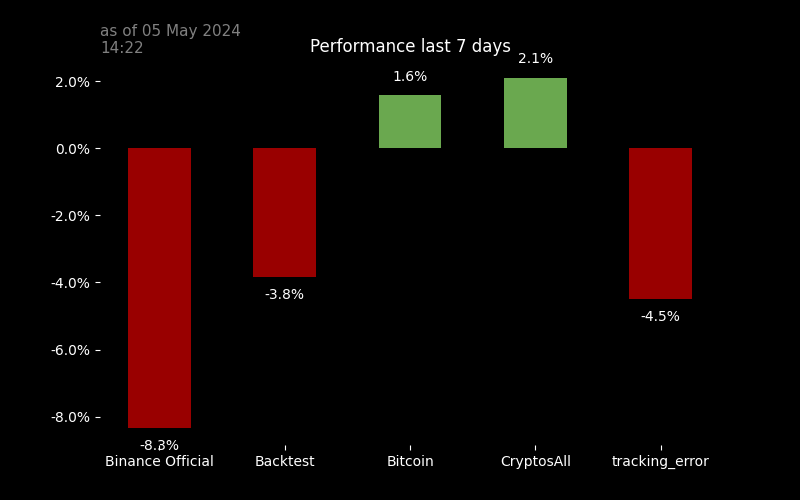 as of 05 May 2024
14:22
Performance last 7 days
2.1%
1.6%
2.0%
0.0%
-2.0%
-3.8%
-4.0%
-4.5%
-6.0%
-8.0%
-8.3%
Binance Official
Backtest
Bitcoin
CryptosAll
tracking_error